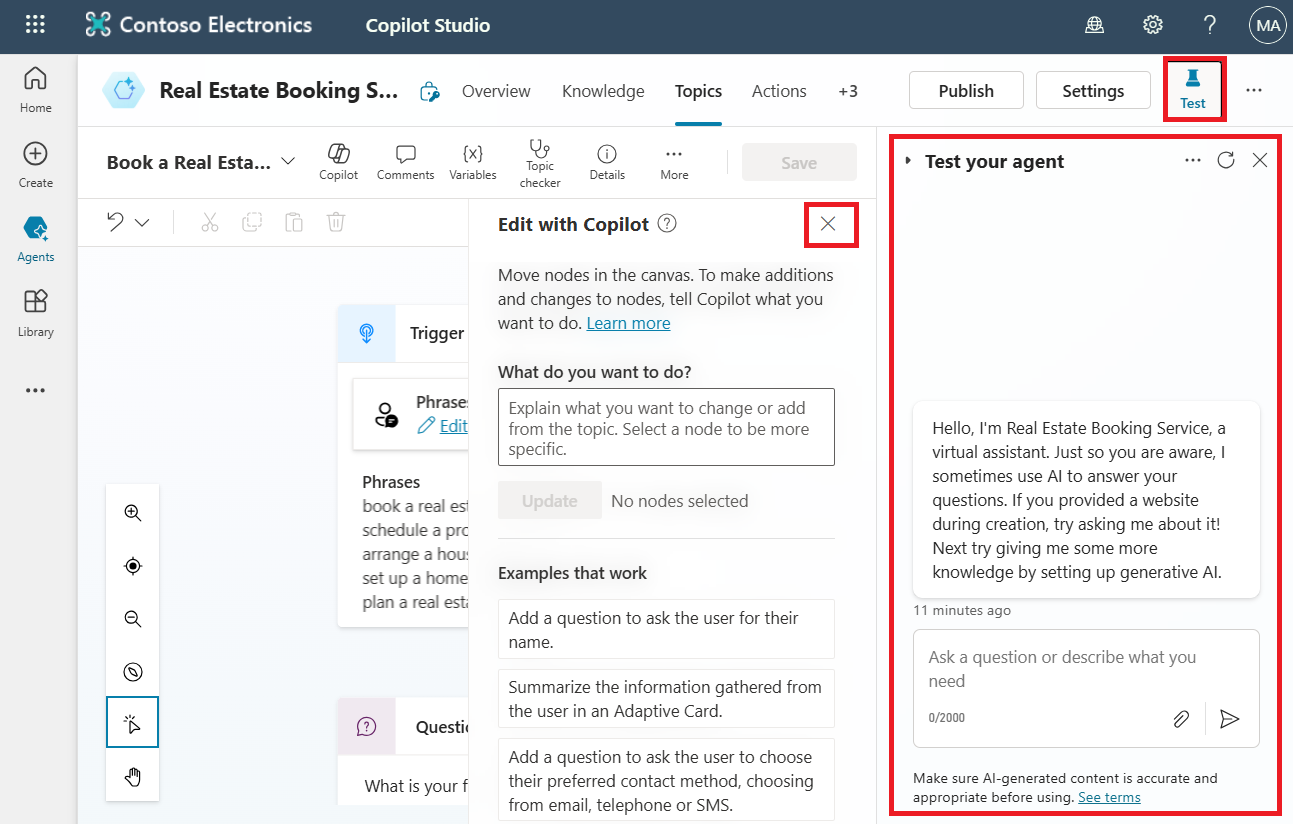 Contoso Electronics
Copilot Studio
MA
Home
Create
Agents
Library
Real Estate Booking S...
Overview
Knowledge
Topics
Actions
+3
Publish
Settings
Test
Book a Real Esta...
Copilot
Comments
{x}
Variables
Topic
checker
Details
More
Save
Trigger
Phrases
Edit
Phrases
book a real est
schedule a pro
arrange a hous
set up a home
plan a real esta
Questio
What is your f
Edit with Copilot
Move nodes in the canvas. To make additions
and changes to nodes, tell Copilot what you
want to do. Learn more
What do you want to do?
Explain what you want to change or add
from the topic. Select a node to be more
specific.
Update
No nodes selected
Examples that work
Add a question to ask the user for their
name.
Summarize the information gathered from
the user in an Adaptive Card.
Add a question to ask the user to choose
their preferred contact method, choosing
from email, telephone or SMS.
Test your agent
Hello, I'm Real Estate Booking Service, a
virtual assistant. Just so you are aware, I
sometimes use AI to answer your
questions. If you provided a website
during creation, try asking me about it!
Next try giving me some more
knowledge by setting up generative AI.
11 minutes ago
Ask a question or describe what you
need
0/2000
Make sure AI-generated content is accurate and
appropriate before using. See terms